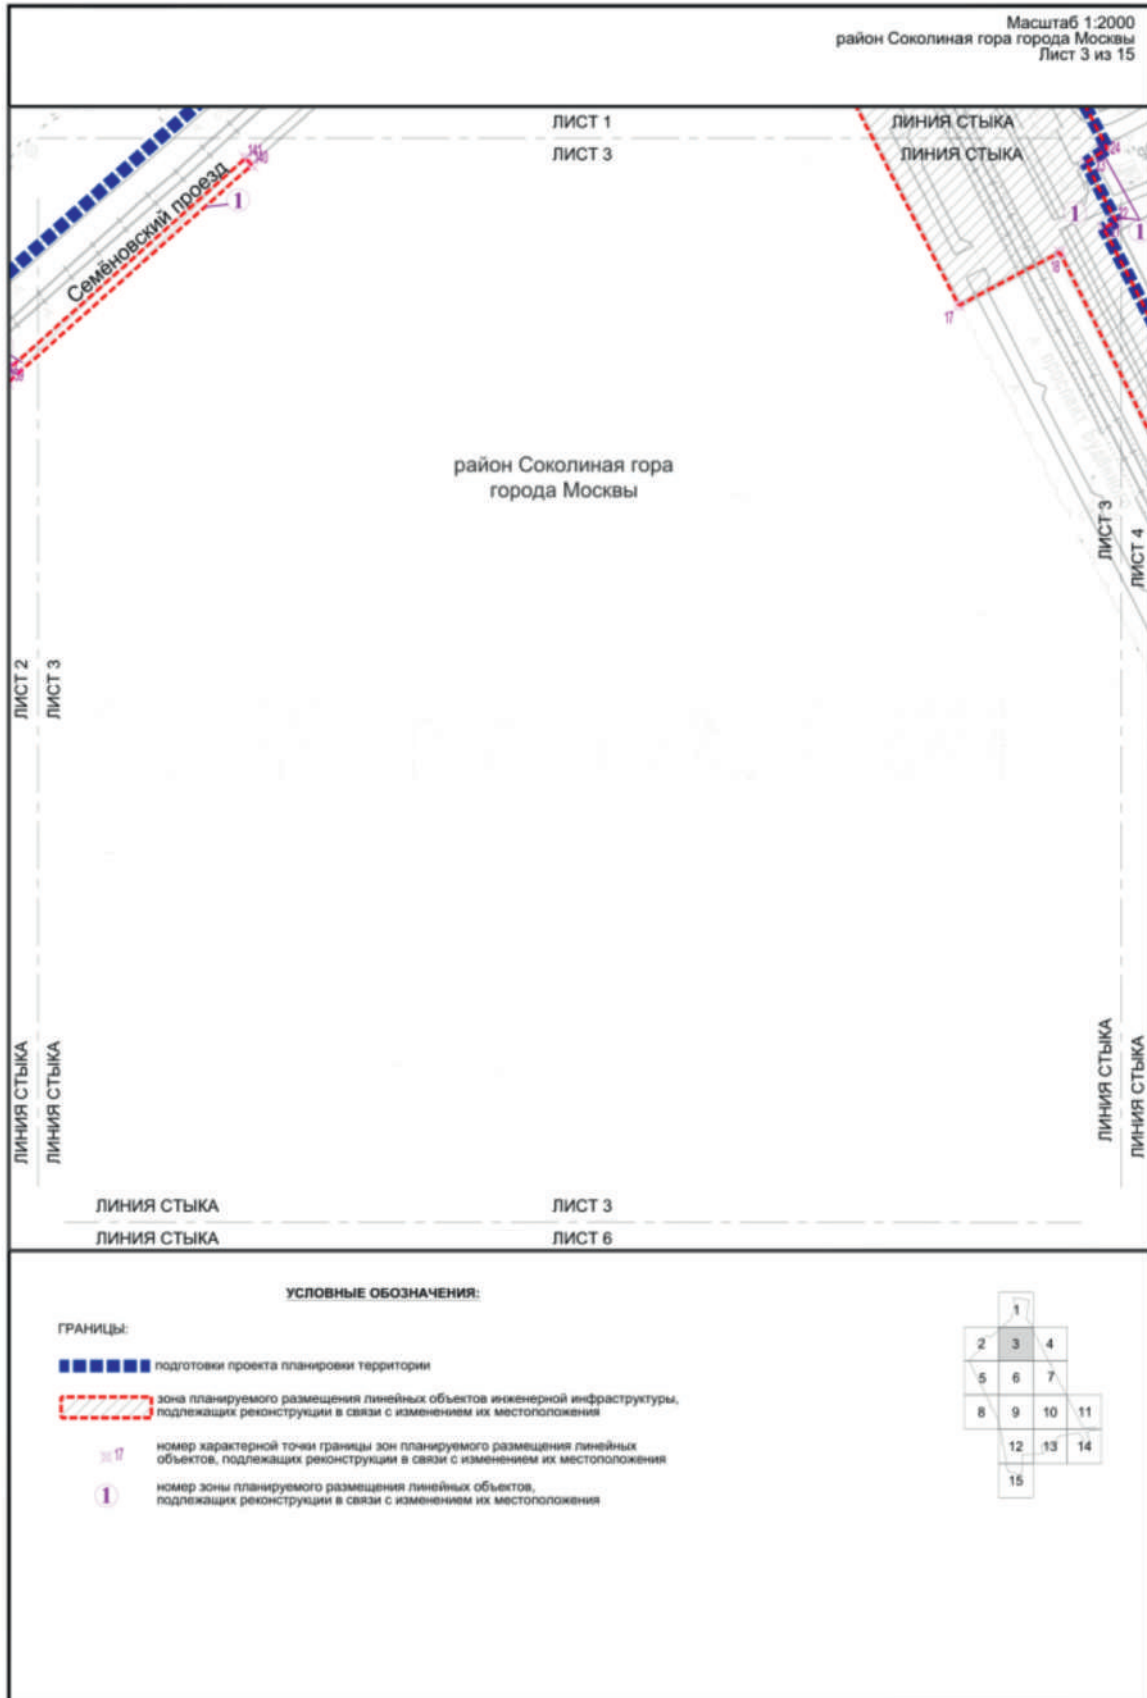 Масштаб 1:2000
район Соколиная гора города Москвы
Лист 3 из 15
ЛИСТ 1
ЛИНИЯ СТЫКА
ЛИСТ 3
ЛИНИЯ СТЫКА
141
140
24
Семёновский проезд
1
1
1
17
проспект Будённого
район Соколиная гора
города Москвы
ЛИСТ 3
ЛИСТ 4
ЛИСТ 2
ЛИСТ 3
ЛИНИЯ СТЫКА
ЛИНИЯ СТЫКА
ЛИНИЯ СТЫКА
ЛИНИЯ СТЫКА
ЛИНИЯ СТЫКА
ЛИСТ 3
ЛИНИЯ СТЫКА
ЛИСТ 6
УСЛОВНЫЕ ОБОЗНАЧЕНИЯ:
ГРАНИЦЫ:
подготовки проекта планировки территории
зона планируемого размещения линейных объектов инженерной инфраструктуры,
подлежащих реконструкции в связи с изменением их местоположения
17 номер характерной точки границы зон планируемого размещения линейных
объектов, подлежащих реконструкции в связи с изменением их местоположения
1 номер зоны планируемого размещения линейных объектов,
подлежащих реконструкции в связи с изменением их местоположения
1
2 3 4
5 6 7
8 9 10 11
12 13 14
15